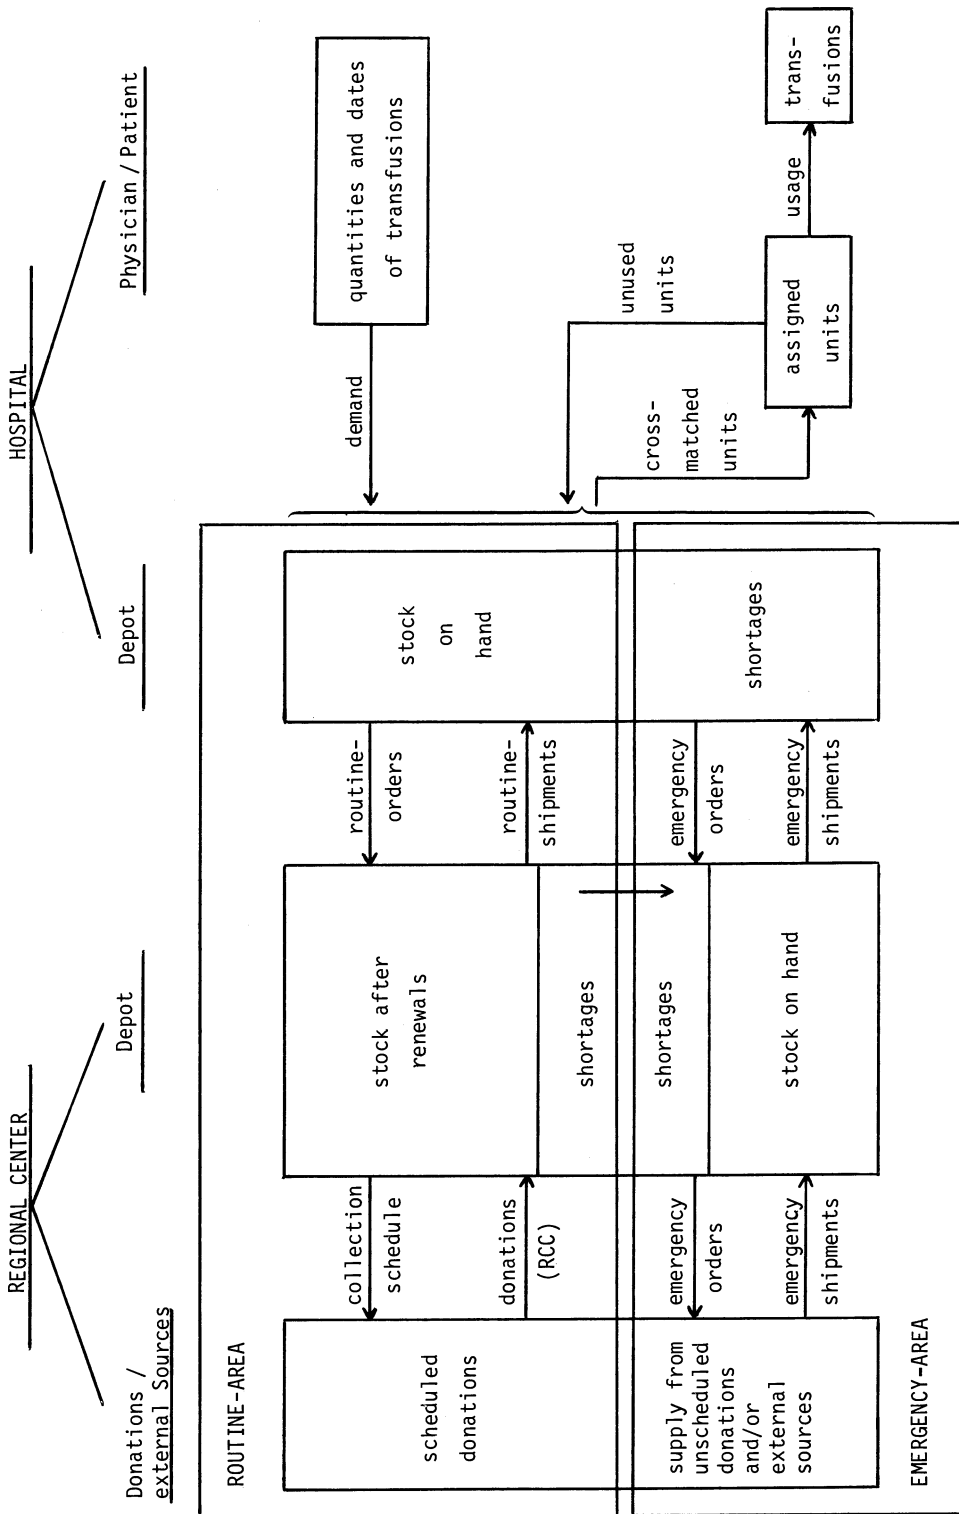 REGIONAL CENTER
HOSPITAL
Donations /
external Sources
Depot
Depot
Physician / Patient
ROUTINE-AREA
scheduled
donations
collection
schedule
donations
(RCC)
stock after
renewals
shortages
routine-
orders
routine-
shipments
stock
on
hand
demand
quantities and dates
of transfusions
supply from
unscheduled
donations
and/or
external
sources
emergency
orders
emergency
shipments
shortages
stock on hand
emergency
orders
emergency
shipments
shortages
cross-
matched
units
unused
units
assigned
units
usage
trans-
fusions
EMERGENCY-AREA